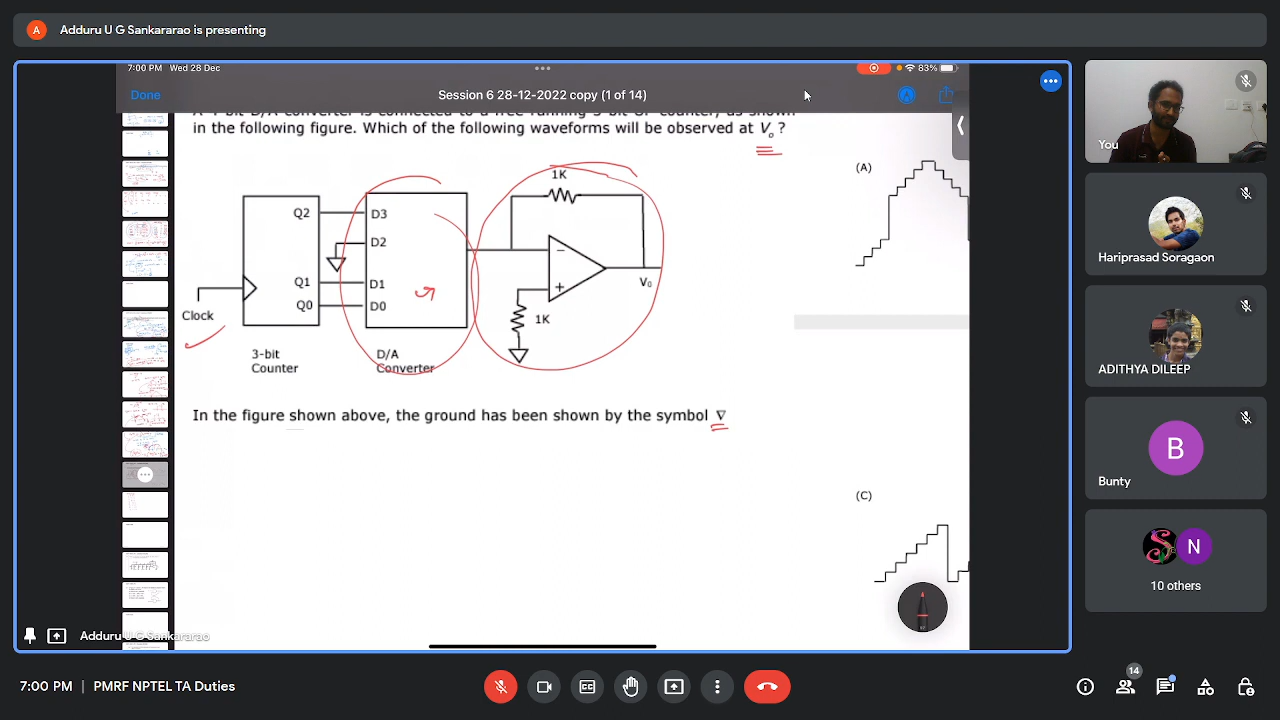 A
Adduru U G Sankararao is presenting
7:00 PM Wed 28 Dec
83%
Done
Session 6 28-12-2022 copy (1 of 14)
in the following figure. Which of the following waveforms will be observed at Vo ?
(A)
1K
Q2
D3
D2
Q1
D1
Q0
D0
−
+
V0
1K
Clock
3-bit
Counter
D/A
Converter
In the figure shown above, the ground has been shown by the symbol ∇
(C)
Adduru U G Sankararao
You
Hariprasad Soragaon
ADITHYA DILEEP
B
Bunty
N
10 others
7:00 PM | PMRF NPTEL TA Duties
14